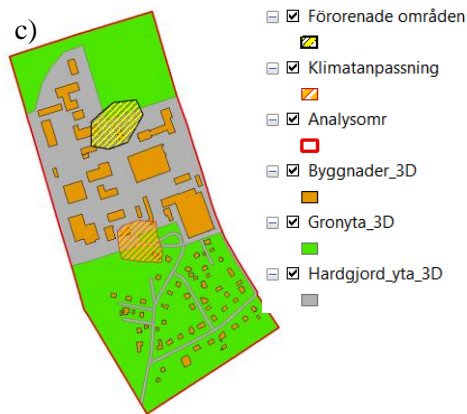 c)
Förorenade områden
Klimatanpassning
Analysomr
Byggnader_3D
Gronyta_3D
Hardgjord_yta_3D